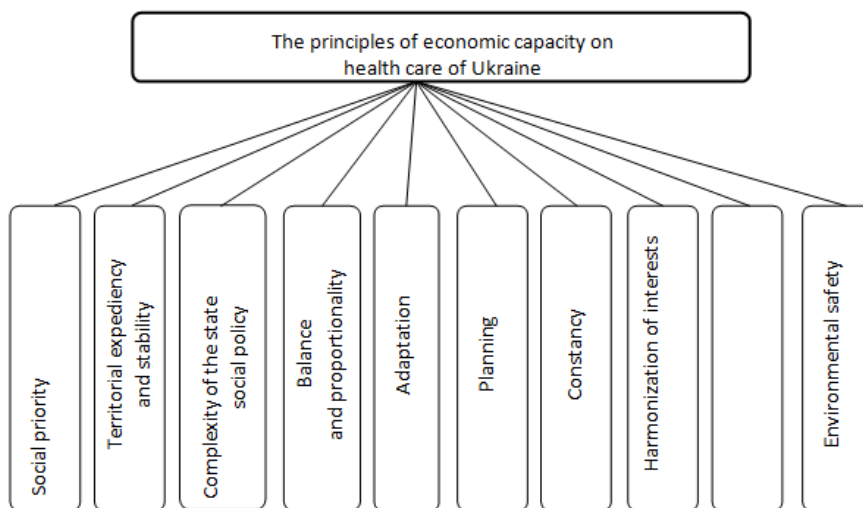 The principles of economic capacity on
health care of Ukraine
Social priority
Territorial expediency
and stability
Complexity of the state
social policy
Balance
and proportionality
Adaptation
Planning
Constancy
Harmonization of interests
Environmental safety